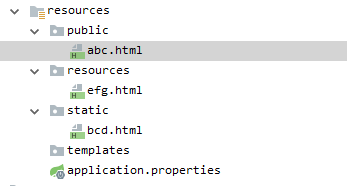 resources
public
abc.html
resources
efg.html
static
bcd.html
templates
application.properties